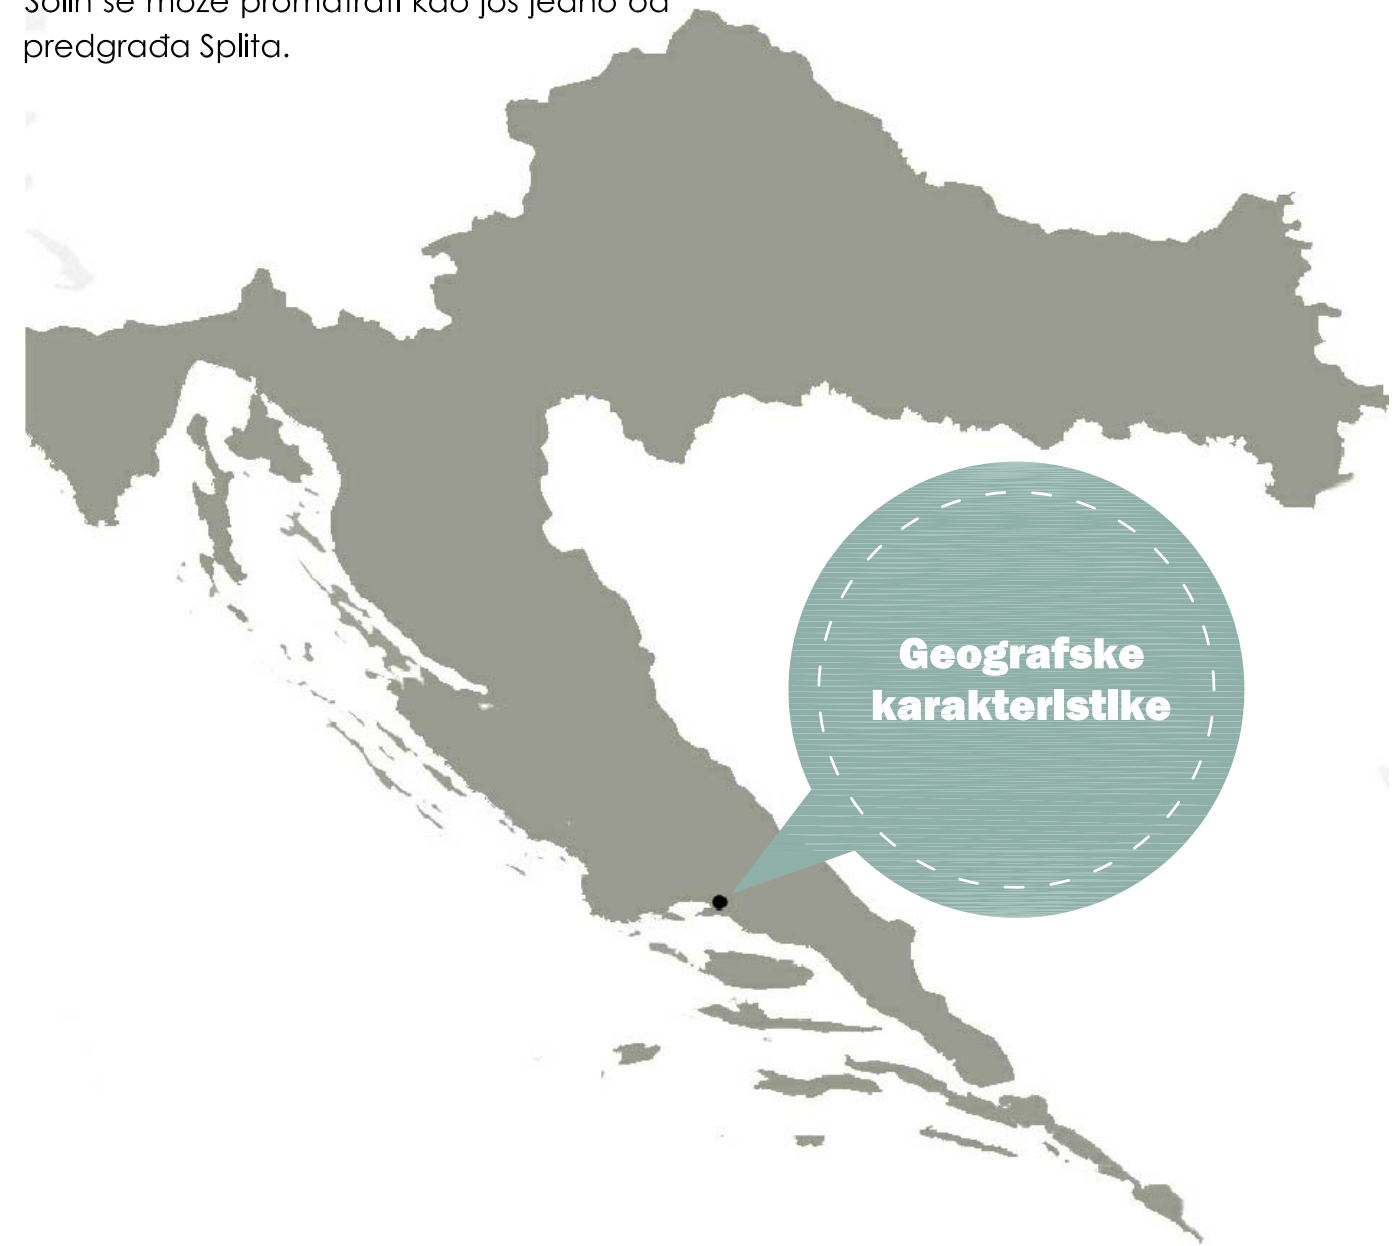 Solin se može promatrati kao još jedno od
predgrađa Splita.
Geografske
karakteristike